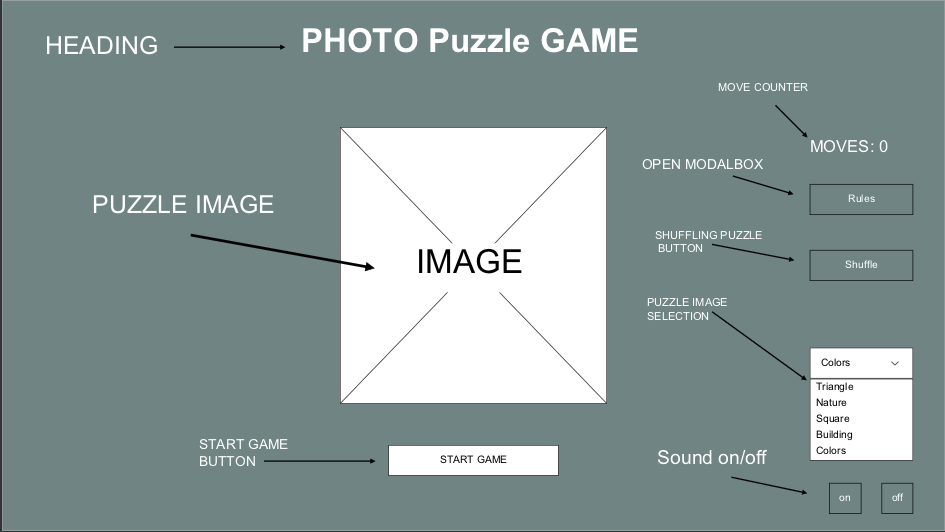 HEADING
PHOTO Puzzle GAME
MOVE COUNTER
MOVES: 0
OPEN MODALBOX
Rules
PUZZLE IMAGE
IMAGE
SHUFFLING PUZZLE
BUTTON
Shuffle
PUZZLE IMAGE
SELECTION
Colors
Triangle
Nature
Square
Building
Colors
START GAME
BUTTON
START GAME
Sound on/off
on
off